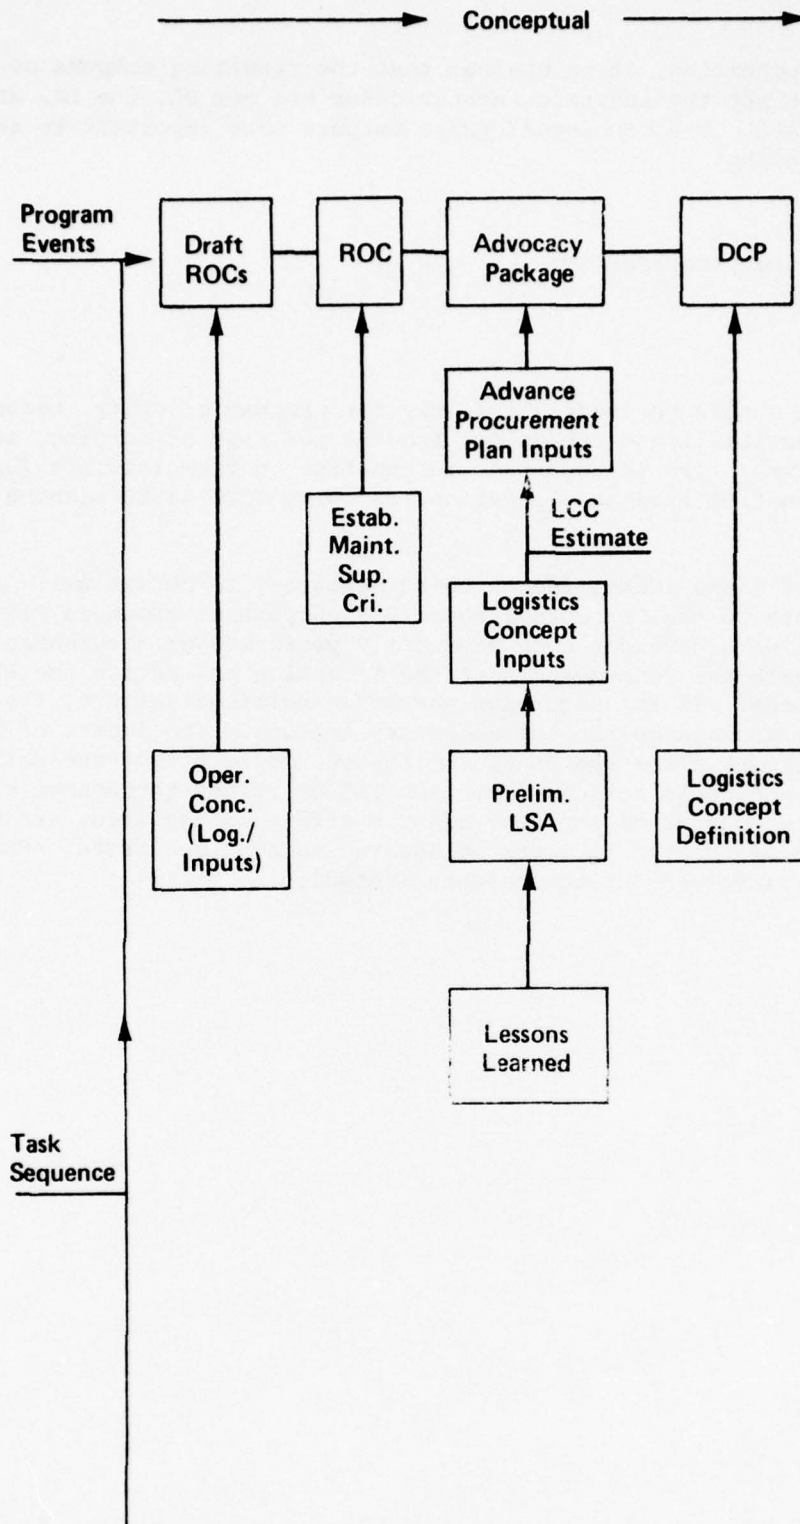 Conceptual
Program
Events
Draft
ROCs
ROC
Advocacy
Package
DCP
Advance
Procurement
Plan Inputs
Estab.
Maint.
Sup.
Cri.
LCC
Estimate
Logistics
Concept
Inputs
Oper.
Conc.
(Log./
Inputs)
Prelim.
LSA
Logistics
Concept
Definition
Lessons
Learned
Task
Sequence